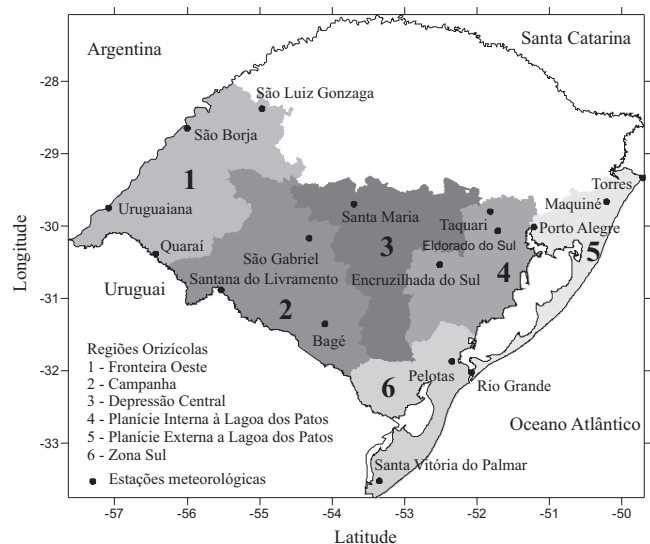 Argentina
Santa Catarina
-28
São Luiz Gonzaga
São Borja
-29
1
Torres
Maquiné
Uruguaiana
Santa Maria
Taquari
Porto Alegre
-30
Quaraí
3
Eldorado do Sul
5
São Gabriel
Longitude
Uruguai
Santana do Livramento
Encruzilhada do Sul
4
-31
2
Bagé
Regiões Orizícolas
1 - Fronteira Oeste
2 - Campanha
3 - Depressão Central
4 - Planície Interna à Lagoa dos Patos
5 - Planície Externa a Lagoa dos Patos
6 - Zona Sul
Estações meteorológicas
-32
Pelotas
6
Rio Grande
Oceano Atlântico
-33
Santa Vitória do Palmar
-57 -56 -55 -54 -53 -52 -51 -50 -49
Latitude